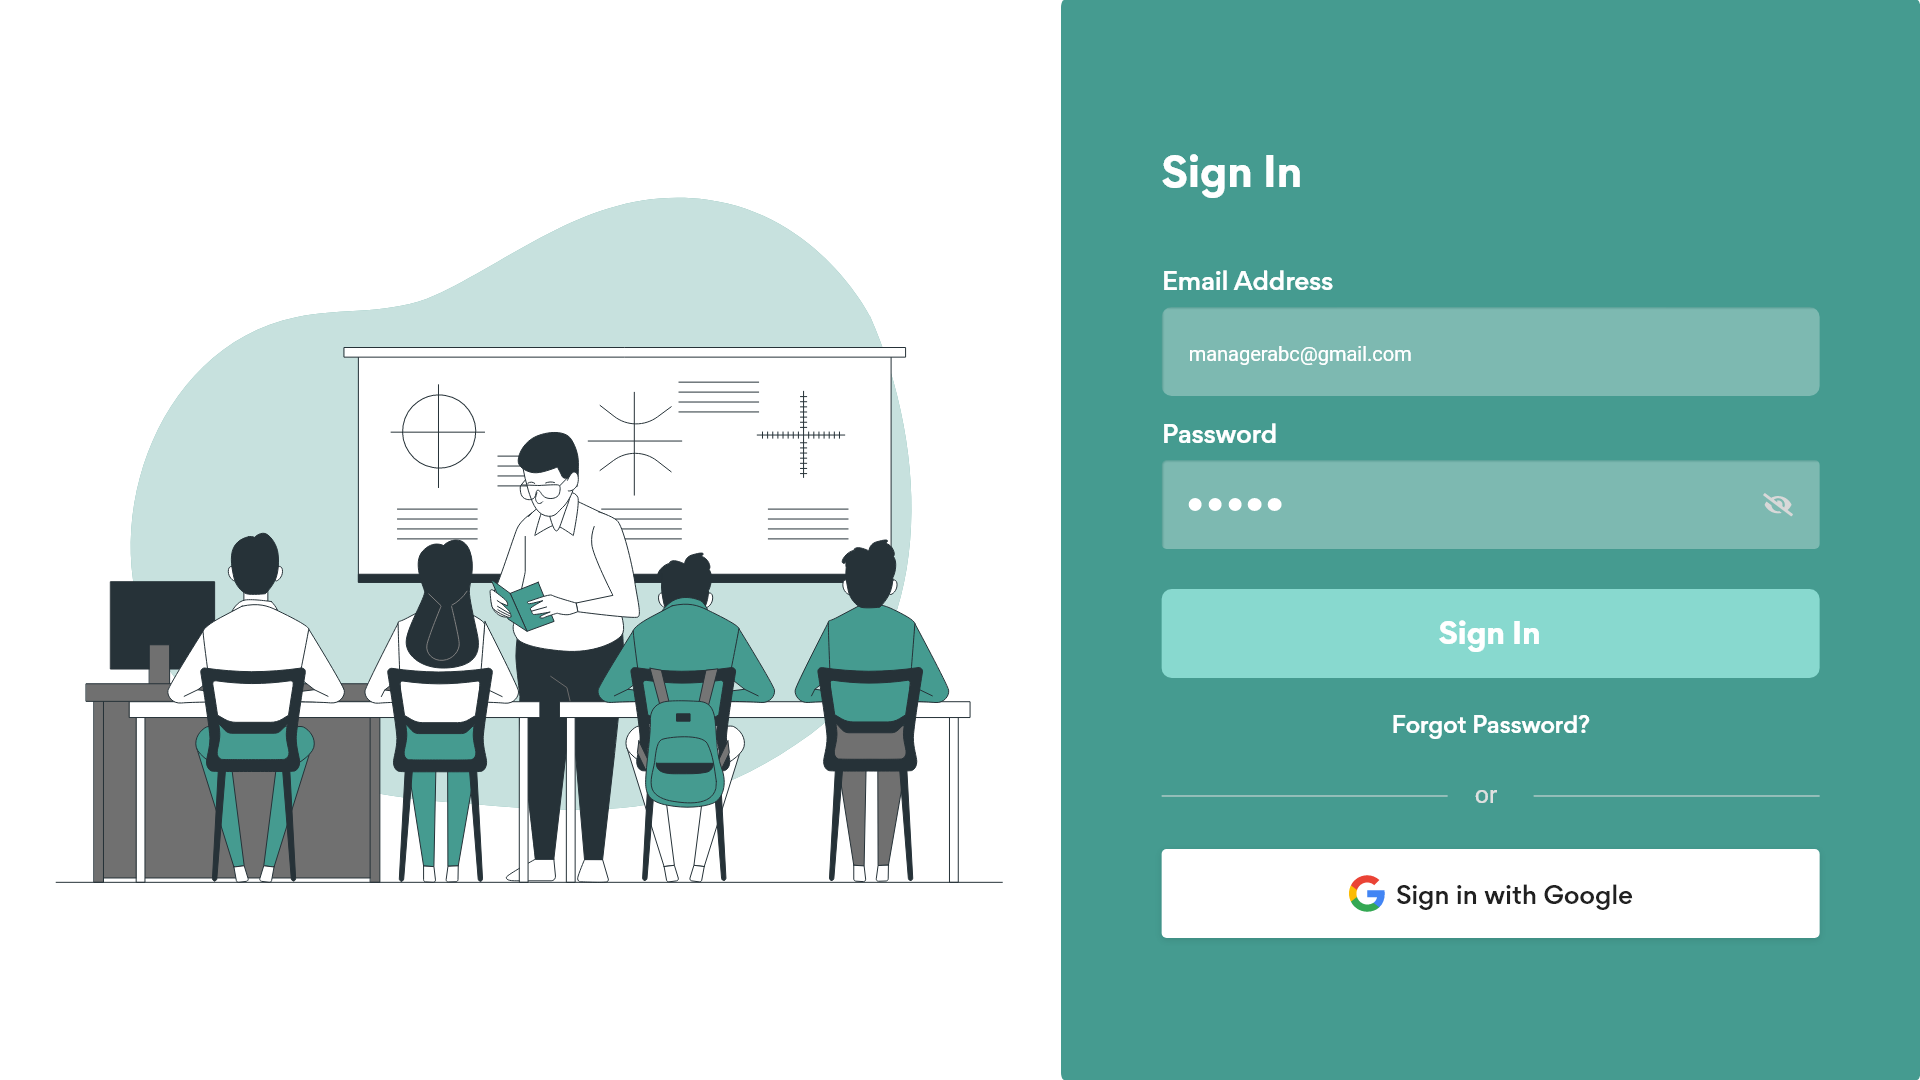 Sign In
Email Address
managerabc@gmail.com
Password
Sign In
Forgot Password?
or
Sign in with Google